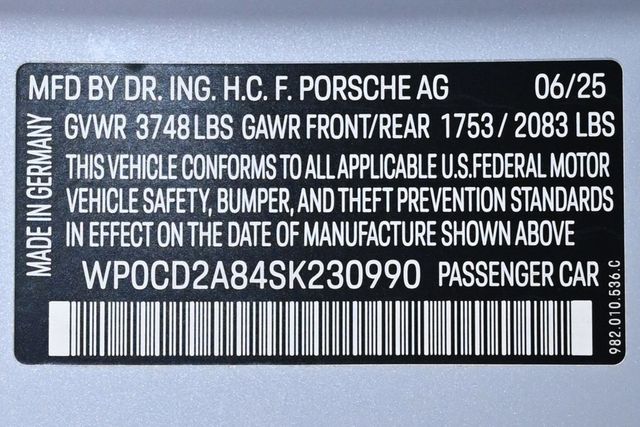 MFD BY DR. ING. H.C. F. PORSCHE AG 06/25
GVWR 3748 LBS GAWR FRONT/REAR 1753 / 2083 LBS
THIS VEHICLE CONFORMS TO ALL APPLICABLE U.S.FEDERAL MOTOR
VEHICLE SAFETY, BUMPER, AND THEFT PREVENTION STANDARDS
IN EFFECT ON THE DATE OF MANUFACTURE SHOWN ABOVE
WP0CD2A84SK230990 PASSENGER CAR
MADE IN GERMANY
982.010.536.C